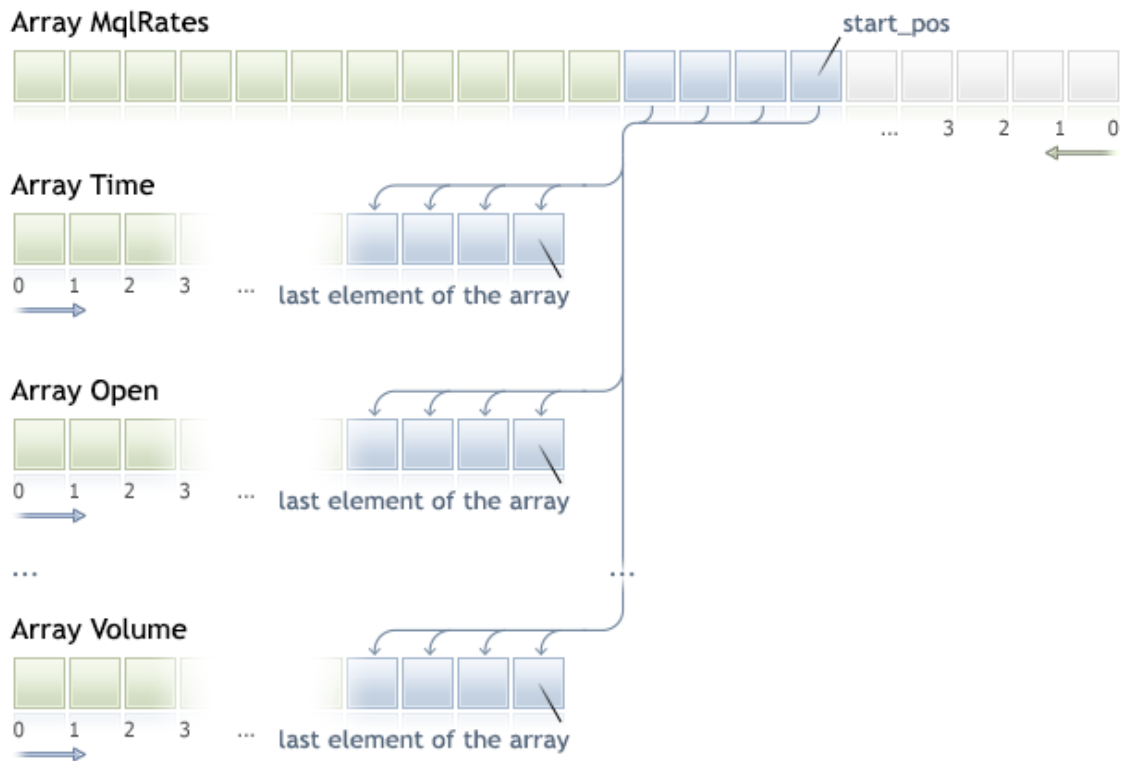 Array MqlRates
start_pos
... 3 2 1 0
Array Time
0 1 2 3 ...
last element of the array
Array Open
0 1 2 3 ...
last element of the array
... ...
Array Volume
0 1 2 3 ...
last element of the array